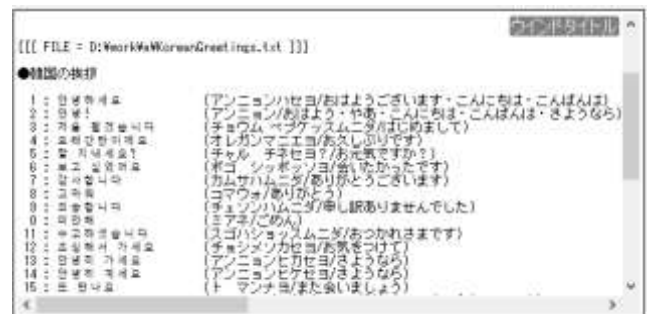 ウインドタイトル
[[[ FILE = D:¥work¥a¥KoreanGreetings.txt ]]]
●韓国の挨拶
1 : 안녕하세요 (アンニョンハセヨ/おはようございます・こんにちは・こんばんは)
2 : 안녕! (アンニョン/おはよう・やあ・こんにちは・こんばんは・さようなら)
3 : 처음 뵙겠습니다 (チョウム ペプゲッスムニダ/はじめまして)
4 : 오래간만이에요 (オレガンマニエヨ/お久しぶりです)
5 : 잘 지내세요? (チャル チネセヨ?/お元気ですか?)
6 : 보고 싶었어요 (ポゴ シッポッソヨ/会いたかったです)
7 : 감사합니다 (カムサハムニダ/ありがとうございます)
8 : 고마워 (コマウォ/ありがとう)
9 : 죄송합니다 (チェソンハムニダ/申し訳ありませんでした)
0 : 미안해 (ミアネ/ごめん)
11 : 수고하셨습니다 (スゴハショッスムニダ/おつかれさまです)
12 : 조심해서 가세요 (チョシメソカセヨ/お気をつけて)
13 : 안녕히 가세요 (アンニョンヒカセヨ/さようなら)
14 : 안녕히 계세요 (アンニョンヒケセヨ/さようなら)
15 : 또 만나요 (ト マンナヨ/また会いましょう)